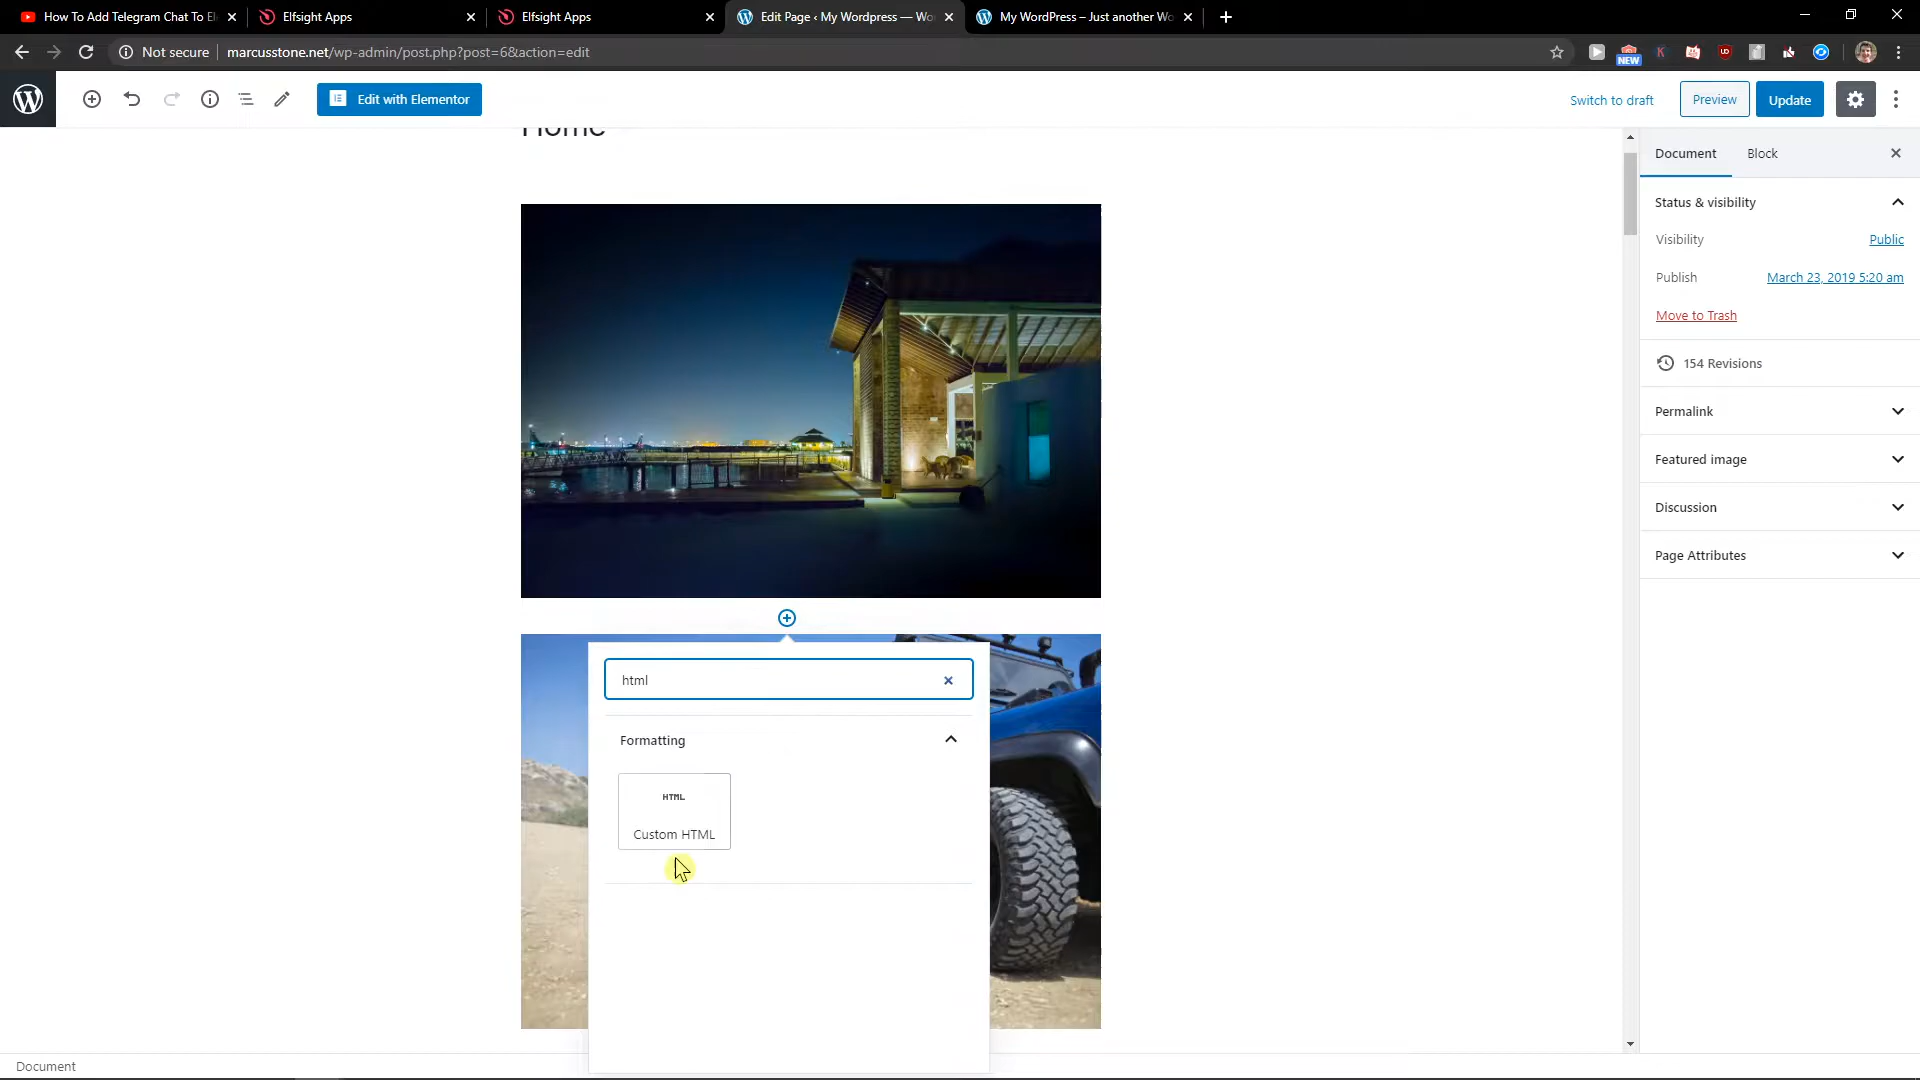 How To Add Telegram Chat To El
Elfsight Apps
Elfsight Apps
Edit Page ‹ My Wordpress — Wo
My WordPress – Just another Wo
Not secure
marcusstone.net/wp-admin/post.php?post=6&action=edit
NEW
Edit with Elementor
Switch to draft
Preview
Update
Home
Document
Block
Status & visibility
Visibility
Public
Publish
March 23, 2019 5:20 am
Move to Trash
154 Revisions
Permalink
Featured image
Discussion
Page Attributes
html
Formatting
HTML
Custom HTML
Document